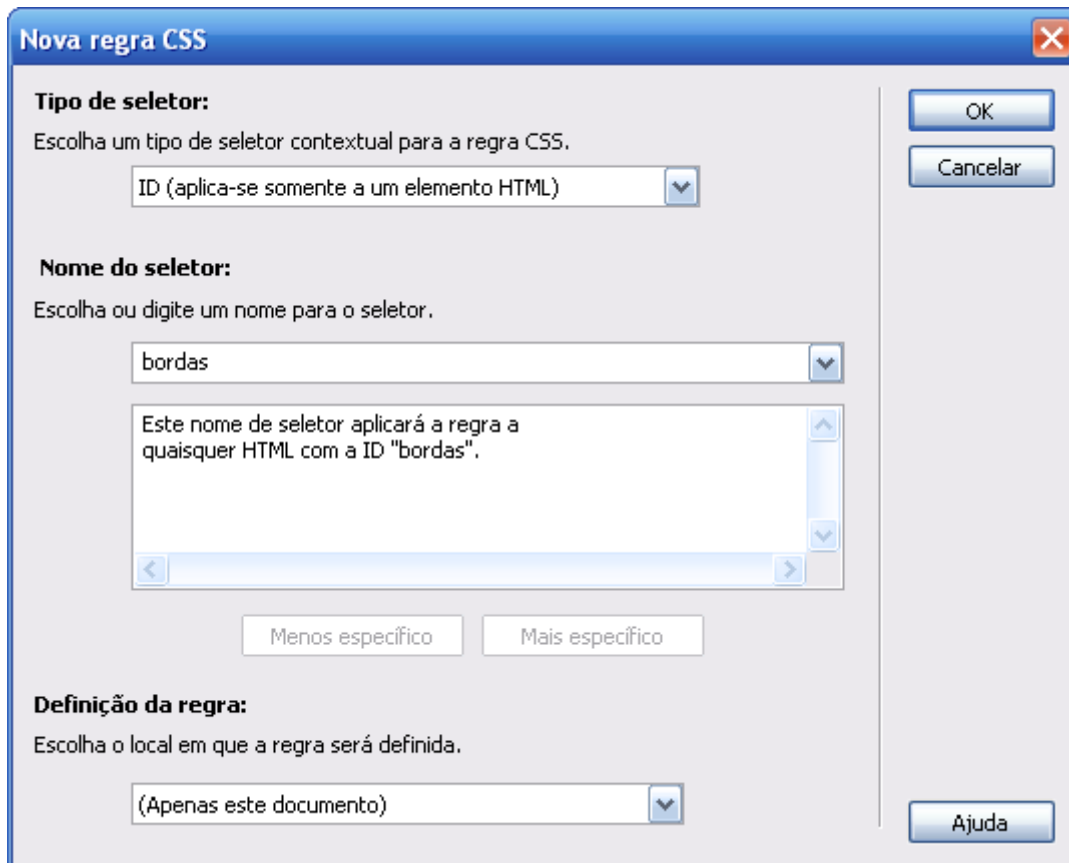 Nova regra CSS
Tipo de seletor:
Escolha um tipo de seletor contextual para a regra CSS.
ID (aplica-se somente a um elemento HTML)
OK
Cancelar
Nome do seletor:
Escolha ou digite um nome para o seletor.
bordas
Este nome de seletor aplicará a regra a
quaisquer HTML com a ID "bordas".
Menos específico
Mais específico
Definição da regra:
Escolha o local em que a regra será definida.
(Apenas este documento)
Ajuda